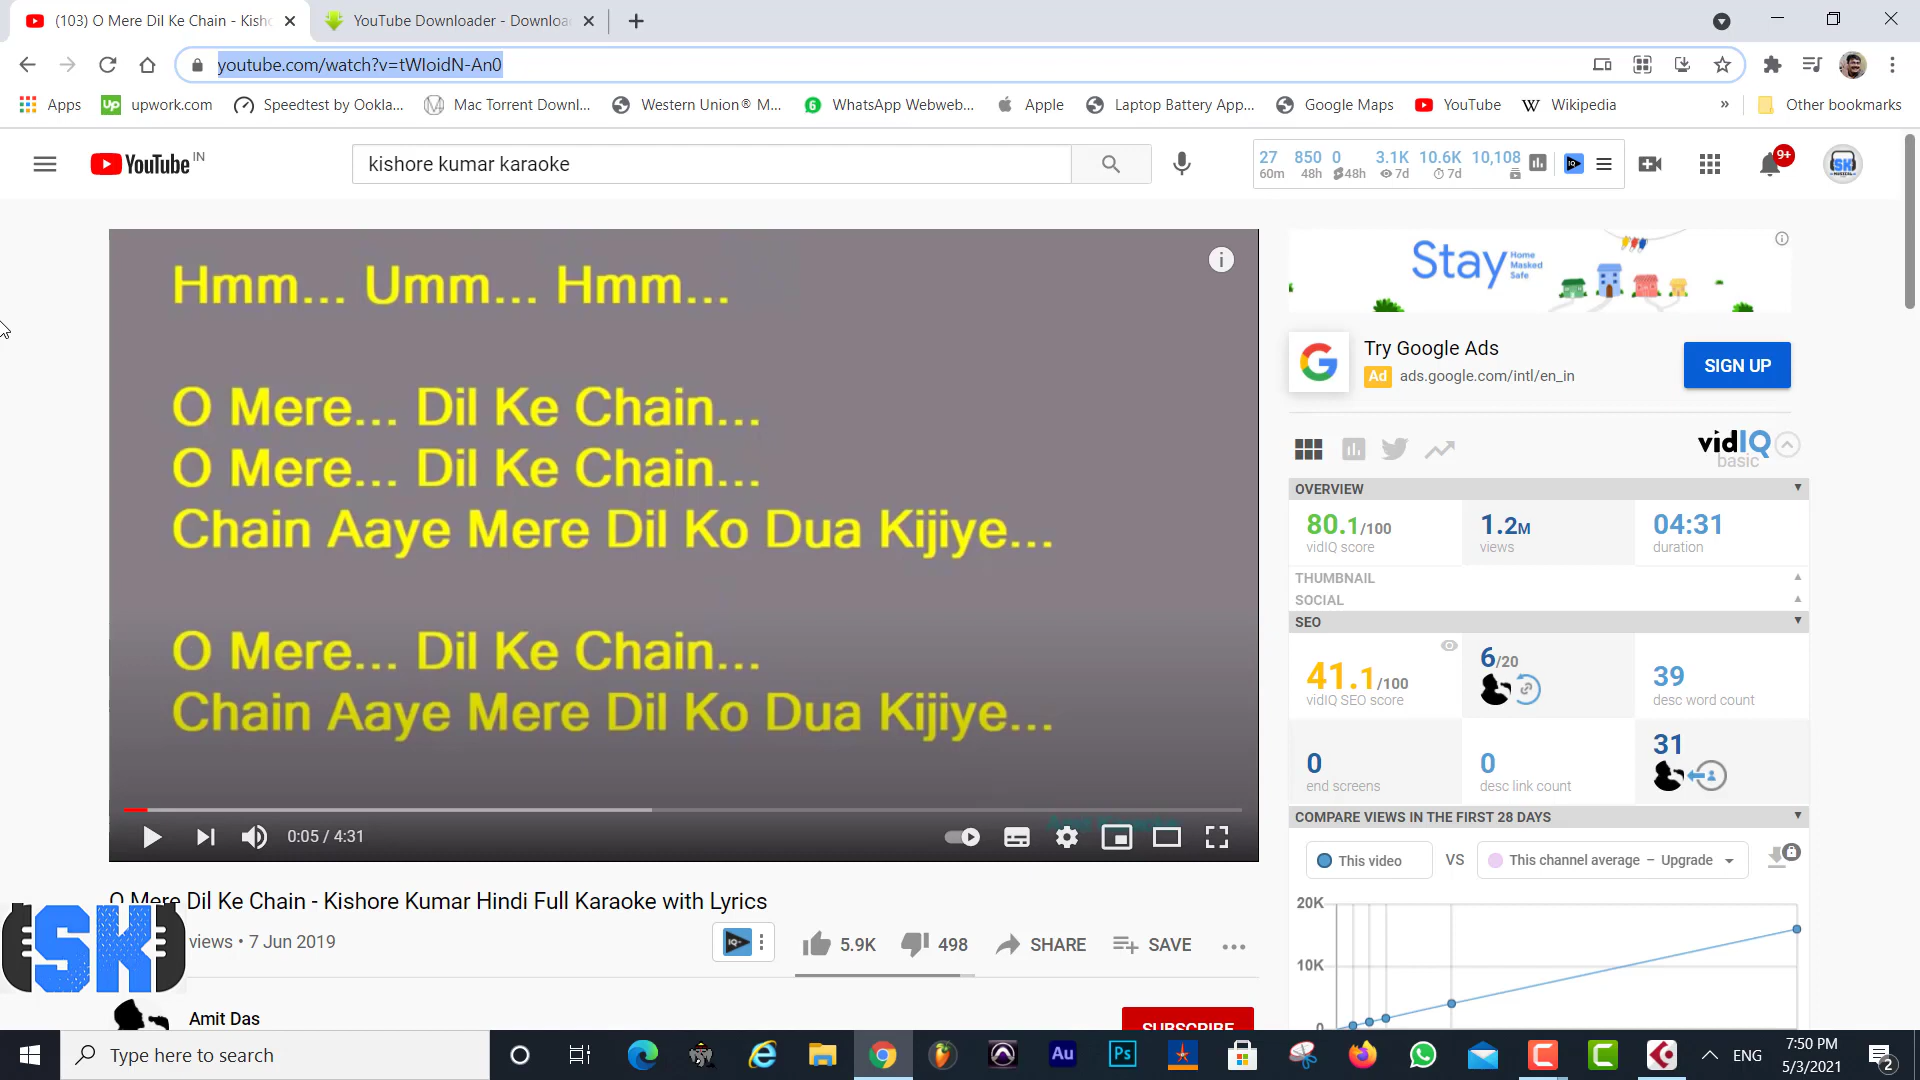 (103) O Mere Dil Ke Chain - Kish
YouTube Downloader - Downloa
youtube.com/watch?v=tWIoidN-An0
Apps
upwork.com
Speedtest by Ookla...
Mac Torrent Downl...
Western Union® M...
WhatsApp Webweb...
Apple
Laptop Battery App...
Google Maps
YouTube
Wikipedia
»
Other bookmarks
YouTube IN
kishore kumar karaoke
27 850 0 3.1K 10.6K 10,108
60m 48h 48h 7d 7d
9+
Hmm... Umm... Hmm...
O Mere... Dil Ke Chain...
O Mere... Dil Ke Chain...
Chain Aaye Mere Dil Ko Dua Kijiye...
O Mere... Dil Ke Chain...
Chain Aaye Mere Dil Ko Dua Kijiye...
0:05 / 4:31
Stay Home Masked Safe
Try Google Ads
Ad ads.google.com/intl/en_in
SIGN UP
vidIQ
basic
OVERVIEW
80.1/100
vidIQ score
1.2M
views
04:31
duration
THUMBNAIL
SOCIAL
SEO
41.1/100
vidIQ SEO score
6/20
39
desc word count
0
end screens
0
desc link count
31
COMPARE VIEWS IN THE FIRST 28 DAYS
This video VS This channel average – Upgrade
20K
10K
0
O Mere Dil Ke Chain - Kishore Kumar Hindi Full Karaoke with Lyrics
views • 7 Jun 2019
5.9K 498 SHARE SAVE
SK
Amit Das
SUBSCRIBE
Type here to search
Au
Ps
ENG
7:50 PM
5/3/2021
2